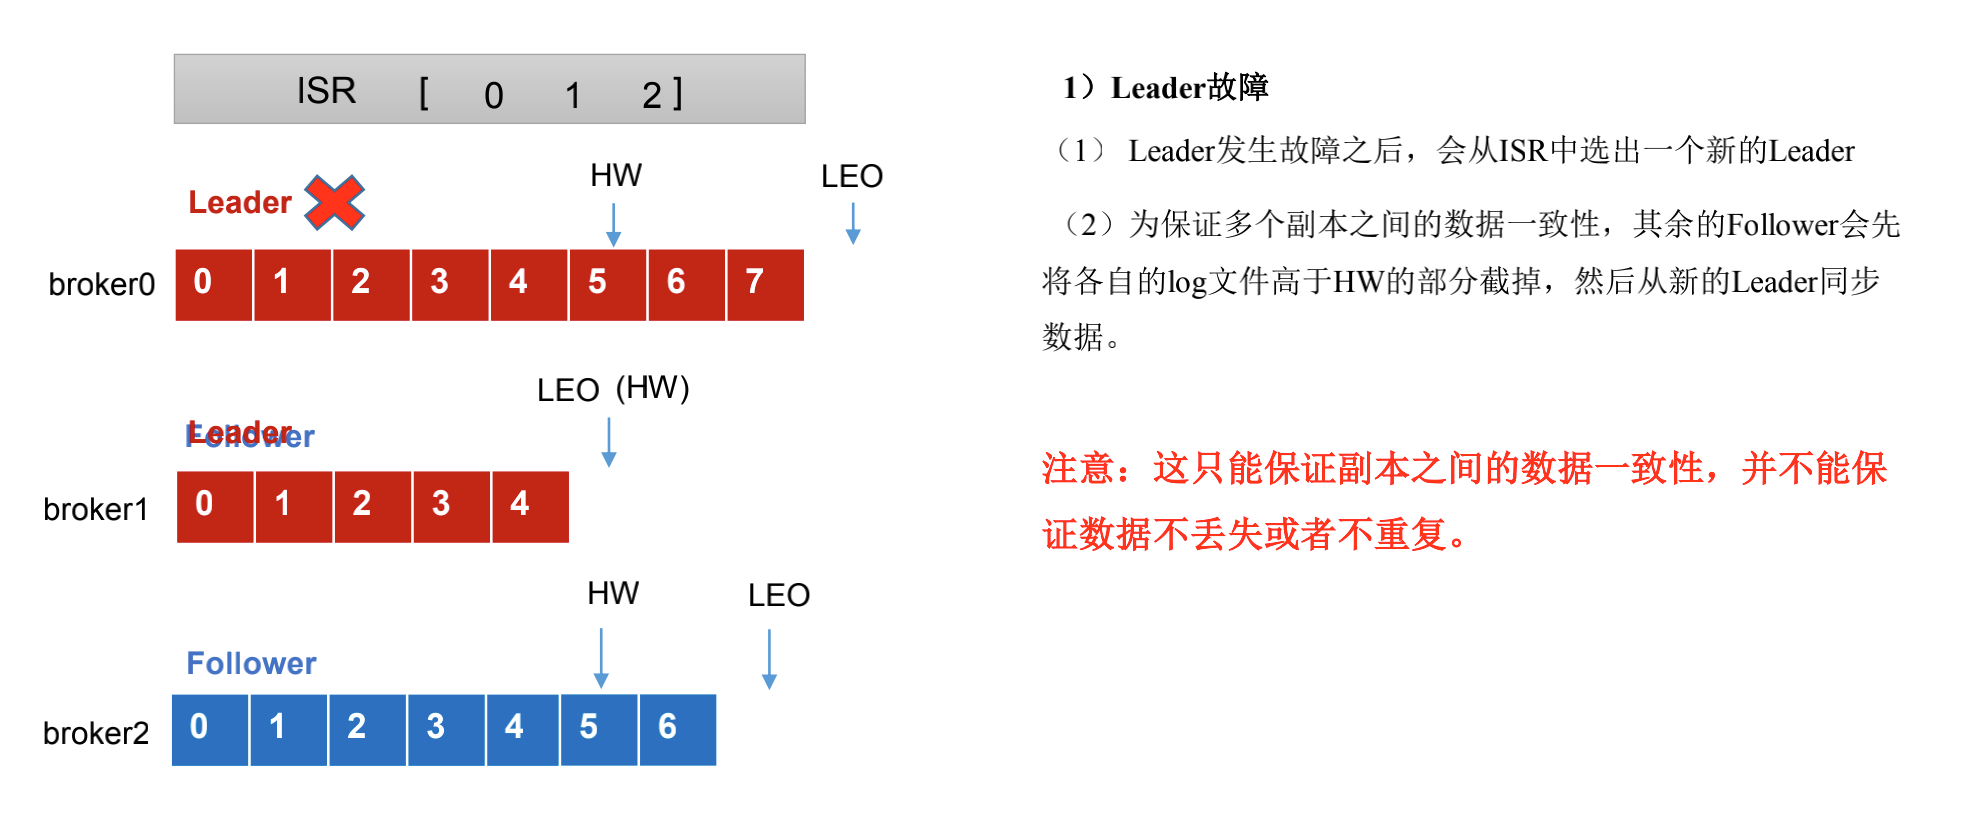 ISR [ 0 1 2 ]
HW
LEO
Leader
broker0 0 1 2 3 4 5 6 7
LEO (HW)
Leader
Follower
broker1 0 1 2 3 4
HW
LEO
Follower
broker2 0 1 2 3 4 5 6
1）Leader故障
（1） Leader发生故障之后，会从ISR中选出一个新的Leader
（2）为保证多个副本之间的数据一致性，其余的Follower会先
将各自的log文件高于HW的部分截掉，然后从新的Leader同步
数据。
注意：这只能保证副本之间的数据一致性，并不能保
证数据不丢失或者不重复。